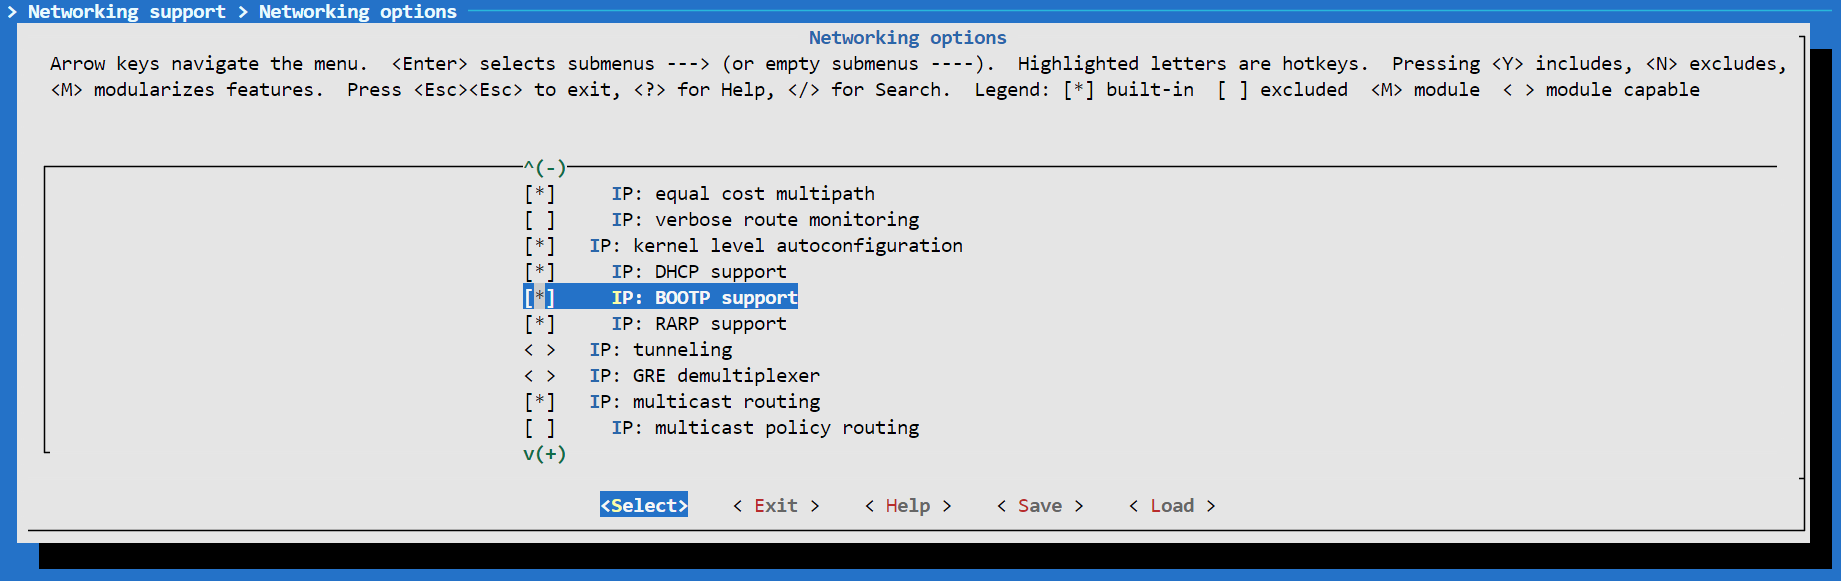 > Networking support > Networking options
Networking options
Arrow keys navigate the menu.  <Enter> selects submenus ---> (or empty submenus ----).  Highlighted letters are hotkeys.  Pressing <Y> includes, <N> excludes,
<M> modularizes features.  Press <Esc><Esc> to exit, <?> for Help, </> for Search.  Legend: [*] built-in  [ ] excluded  <M> module  < > module capable
^(-)
[*]     IP: equal cost multipath
[ ]     IP: verbose route monitoring
[*]   IP: kernel level autoconfiguration
[*]     IP: DHCP support
[*]     IP: BOOTP support
[*]     IP: RARP support
< >   IP: tunneling
< >   IP: GRE demultiplexer
[*]   IP: multicast routing
[ ]     IP: multicast policy routing
v(+)
<Select>    < Exit >    < Help >    < Save >    < Load >